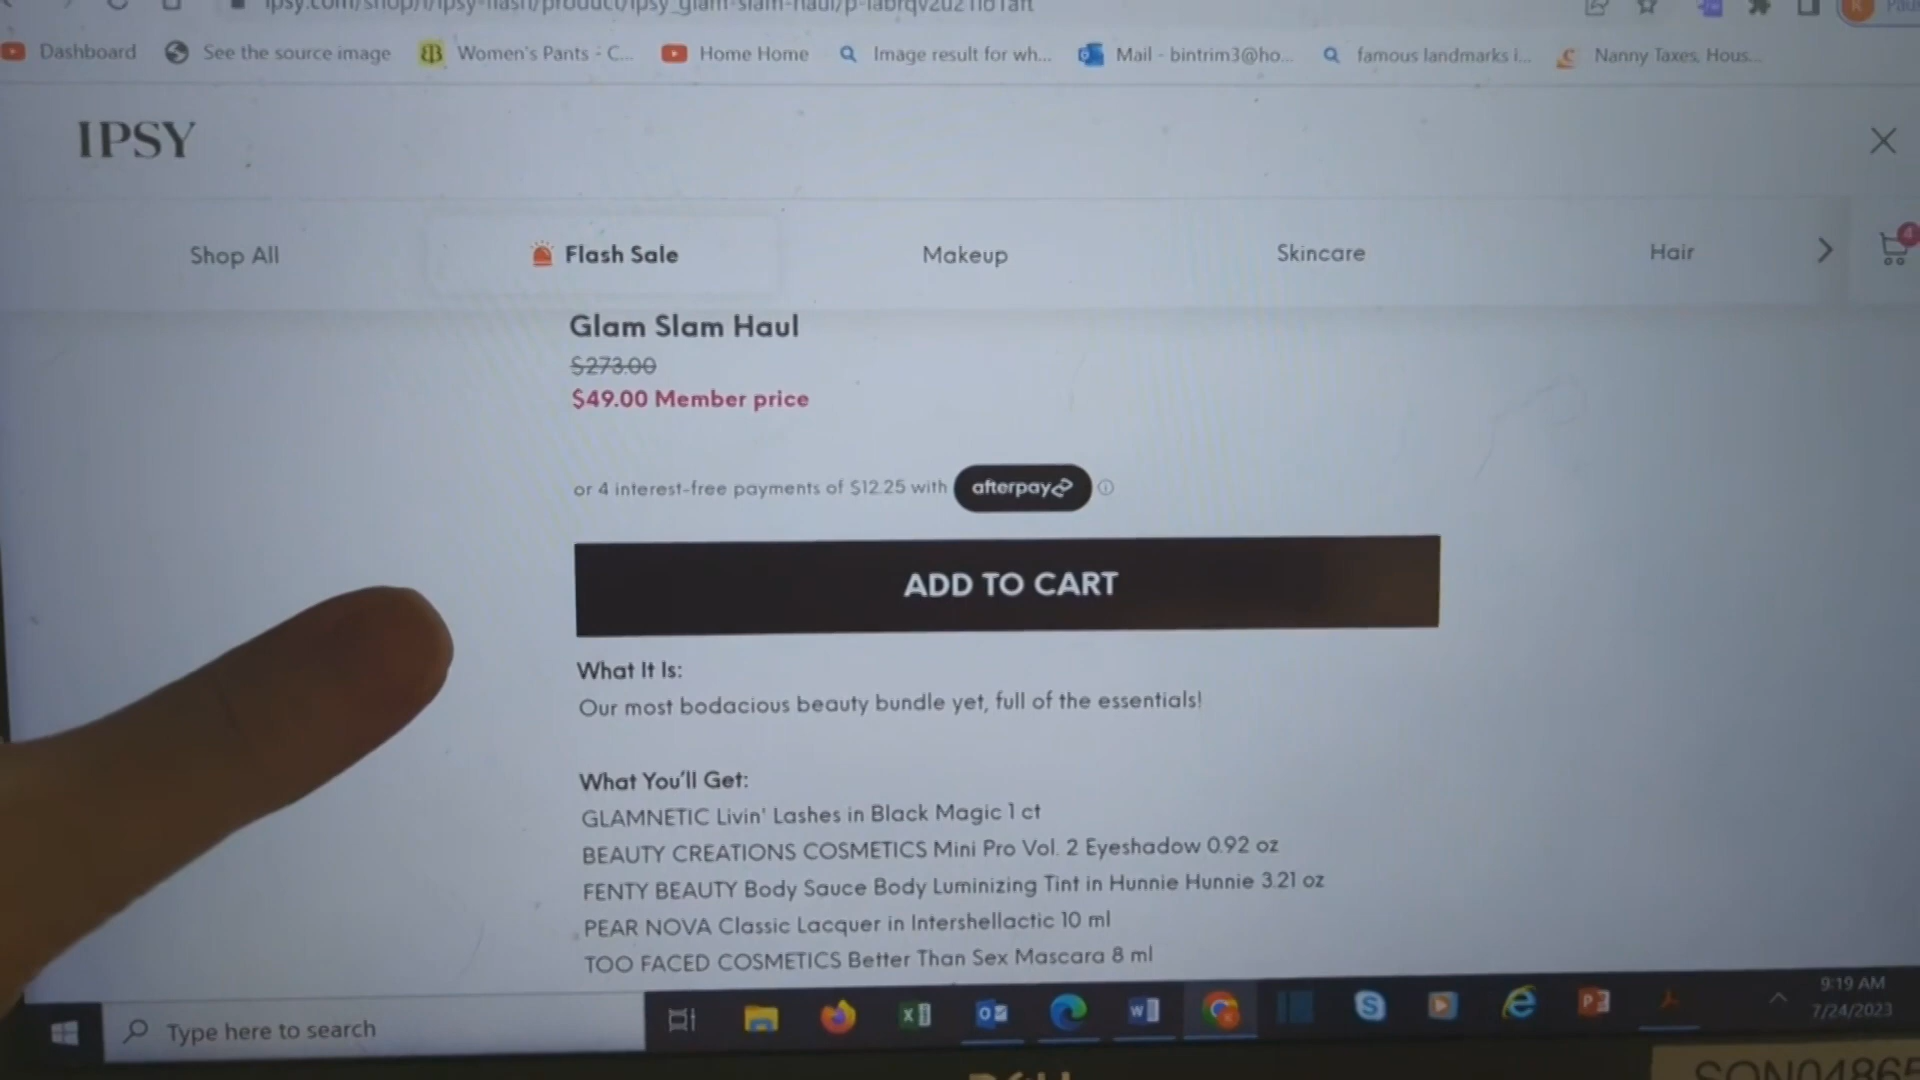 Dashboard See the source image Women's Pants - C... Home Home Image result for wh... Mail - bintrim3@ho... famous landmarks i... Nanny Taxes, Hous...
IPSY
Shop All Flash Sale Makeup Skincare Hair 4
Glam Slam Haul
$273.00
$49.00 Member price
or 4 interest-free payments of $12.25 with afterpay
ADD TO CART
What It Is:
Our most bodacious beauty bundle yet, full of the essentials!
What You'll Get:
GLAMNETIC Livin' Lashes in Black Magic 1 ct
BEAUTY CREATIONS COSMETICS Mini Pro Vol. 2 Eyeshadow 0.92 oz
FENTY BEAUTY Body Sauce Body Luminizing Tint in Hunnie Hunnie 3.21 oz
PEAR NOVA Classic Lacquer in Intershellactic 10 ml
TOO FACED COSMETICS Better Than Sex Mascara 8 ml
Type here to search
9:19 AM
7/24/2023